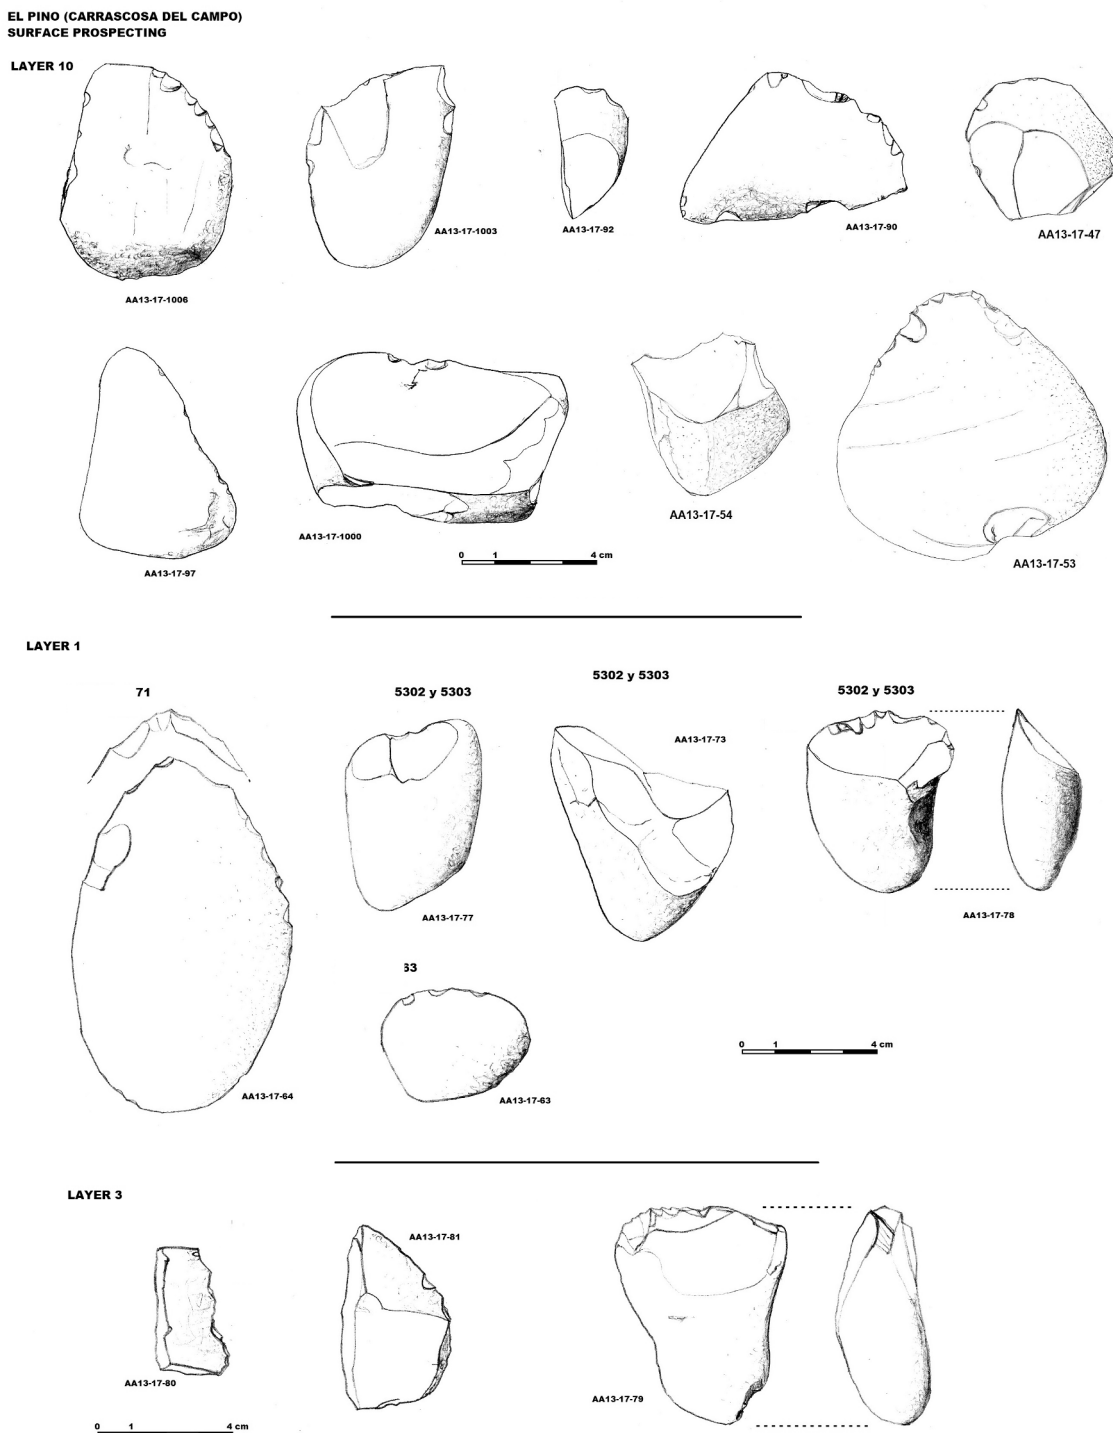 EL PINO (CARRASCOSA DEL CAMPO)
SURFACE PROSPECTING
LAYER 10
AA13-17-1006
AA13-17-1003
AA13-17-92
AA13-17-90
AA13-17-47
AA13-17-97
AA13-17-1000
AA13-17-54
AA13-17-53
0 1 4 cm
LAYER 1
71
5302 y 5303
5302 y 5303
5302 y 5303
AA13-17-73
AA13-17-77
AA13-17-78
63
AA13-17-64
AA13-17-63
0 1 4 cm
LAYER 3
AA13-17-81
AA13-17-80
AA13-17-79
0 1 4 cm